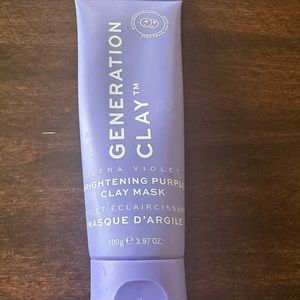 GENERATION
CLAY™
ULTRA VIOLET
BRIGHTENING PURPLE
CLAY MASK
VIOLET ÉCLAIRCISSANT
MASQUE D'ARGILE
100g ℮ 3.97 OZ.